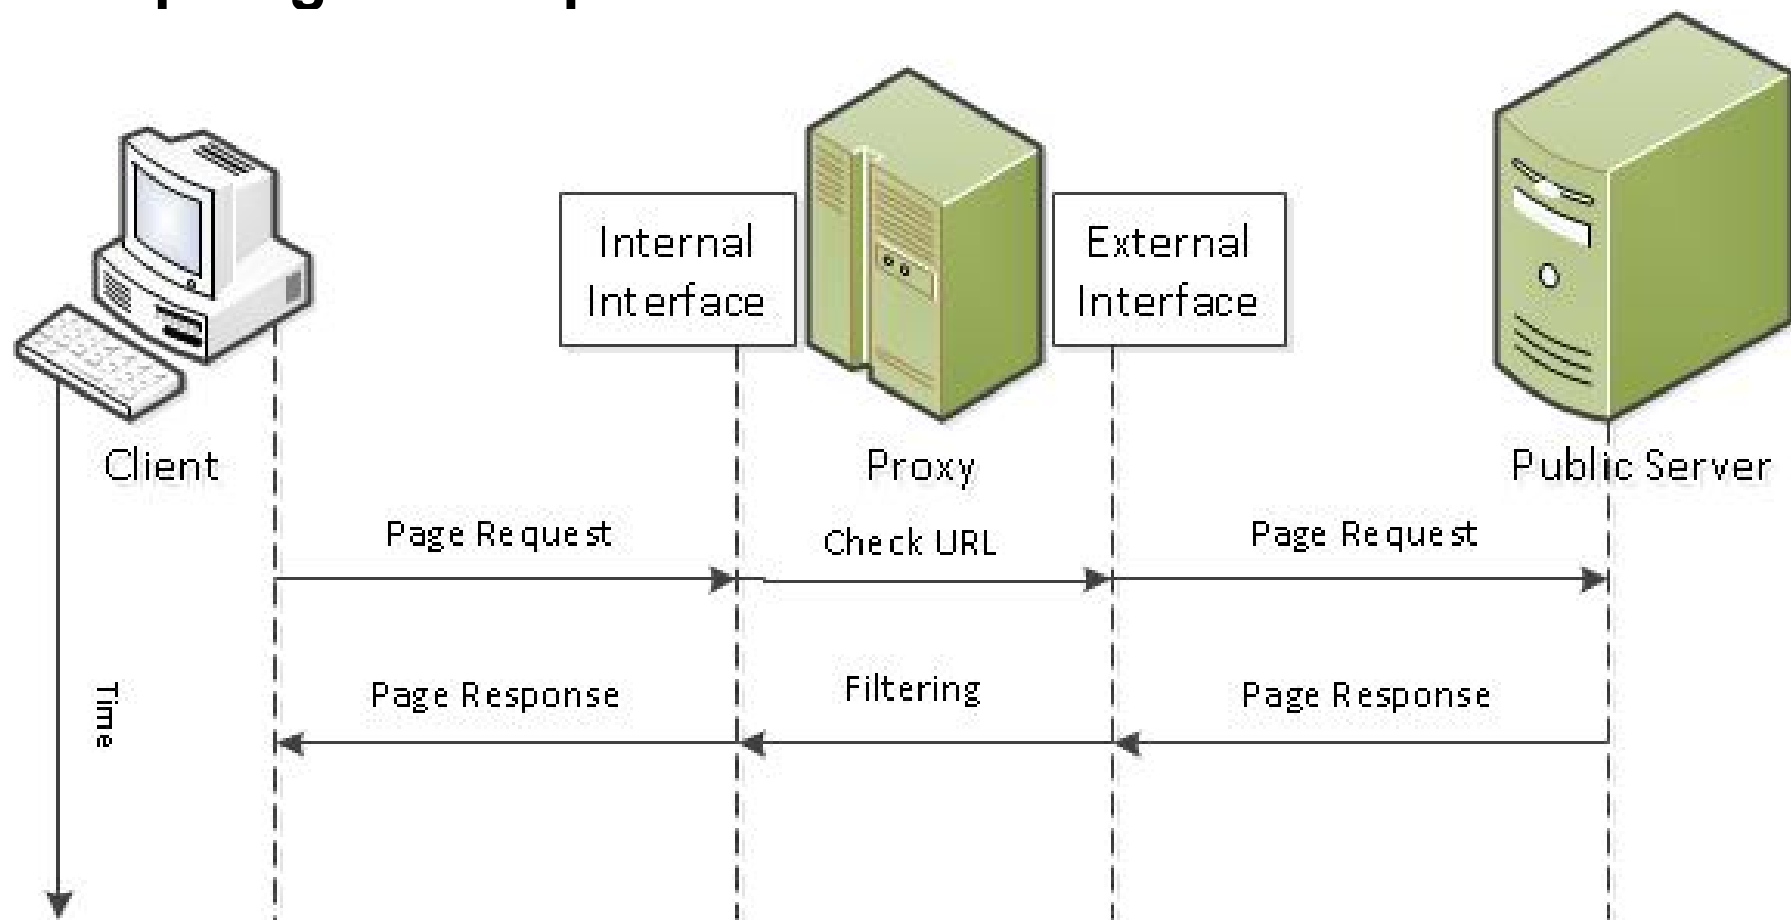 Internal
Interface
External
Interface
Client
Proxy
Public Server
Page Request
Check URL
Page Request
Time
Page Response
Filtering
Page Response